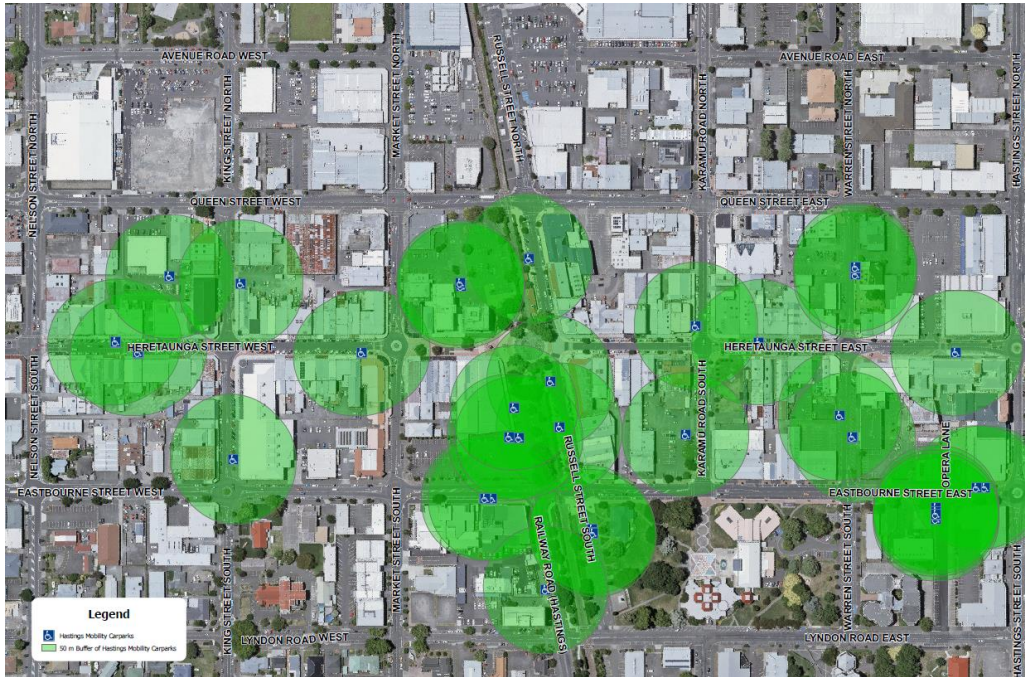 AVENUE ROAD WEST
AVENUE ROAD EAST
NELSON STREET NORTH
KING STREET NORTH
MARKET STREET NORTH
RUSSELL STREET NORTH
KARAMU ROAD NORTH
WARREN STREET NORTH
HASTINGS STREET NORTH
QUEEN STREET WEST
QUEEN STREET EAST
HERETAUNGA STREET WEST
HERETAUNGA STREET EAST
NELSON STREET SOUTH
KARAMU ROAD SOUTH
OPERA LANE
EASTBOURNE STREET WEST
EASTBOURNE STREET EAST
RUSSELL STREET SOUTH
MARKET STREET SOUTH
KING STREET SOUTH
RAILWAY ROAD (HASTINGS
WARREN STREET SOUTH
HASTINGS STREET SOUTH
LYNDON ROAD WEST
LYNDON ROAD EAST
Legend
Hastings Mobility Carparks
50 m Buffer of Hastings Mobility Carparks